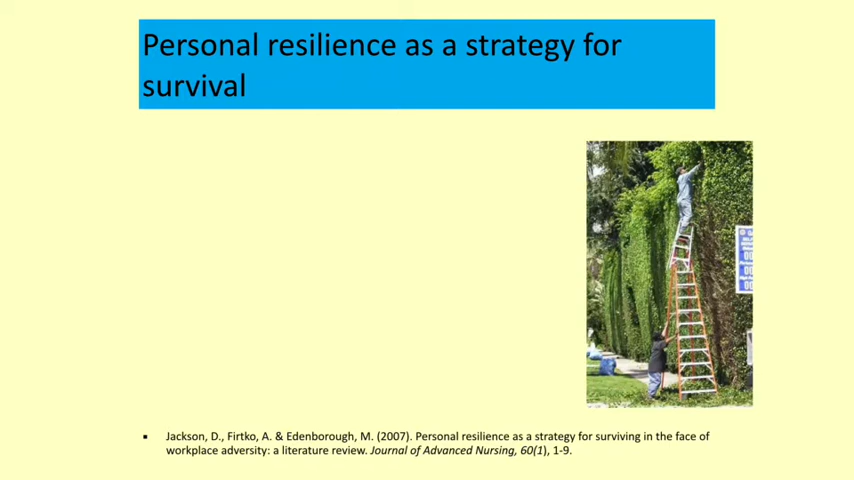 Personal resilience as a strategy for
survival
Jackson, D., Firtko, A. & Edenborough, M. (2007). Personal resilience as a strategy for surviving in the face of
workplace adversity: a literature review. Journal of Advanced Nursing, 60(1), 1-9.